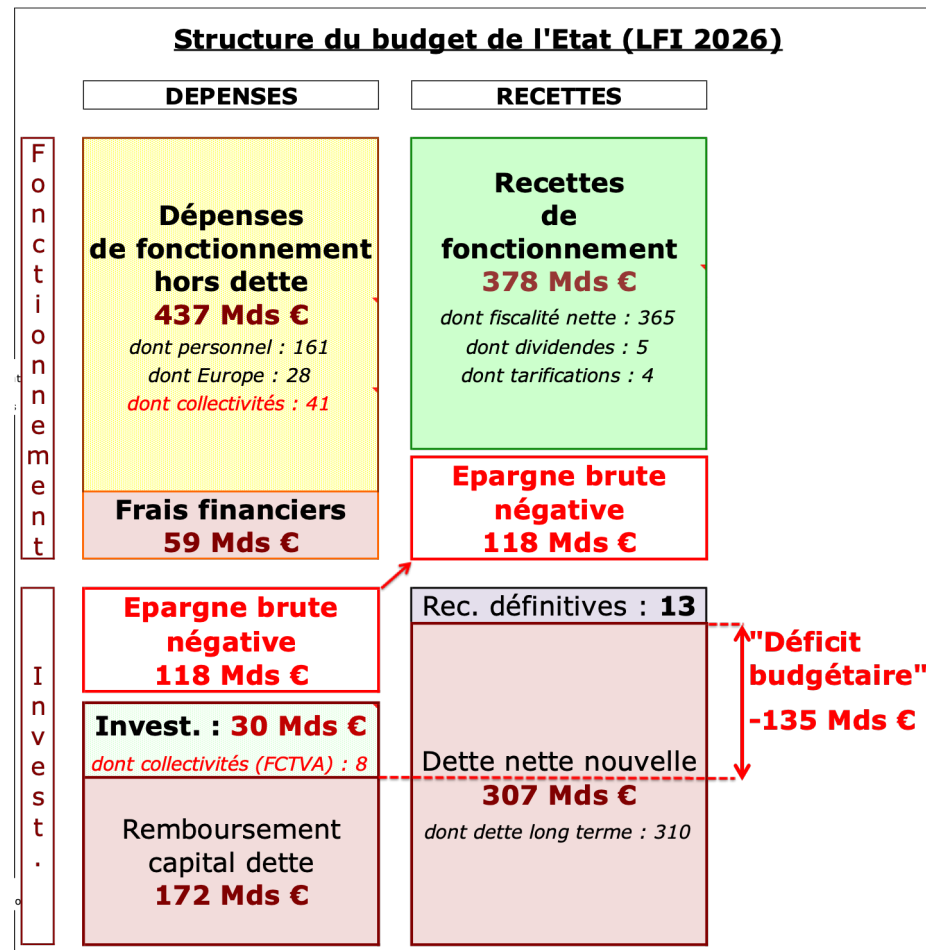 Structure du budget de l'Etat (LFI 2026)
DEPENSES
RECETTES
Fonctionnement
Dépenses
de fonctionnement
hors dette
437 Mds €
dont personnel : 161
dont Europe : 28
dont collectivités : 41
Frais financiers
59 Mds €
Recettes
de
fonctionnement
378 Mds €
dont fiscalité nette : 365
dont dividendes : 5
dont tarifications : 4
Epargne brute
négative
118 Mds €
Invest.
Epargne brute
négative
118 Mds €
Invest. : 30 Mds €
dont collectivités (FCTVA) : 8
Remboursement
capital dette
172 Mds €
Rec. définitives : 13
Dette nette nouvelle
307 Mds €
dont dette long terme : 310
"Déficit
budgétaire"
-135 Mds €